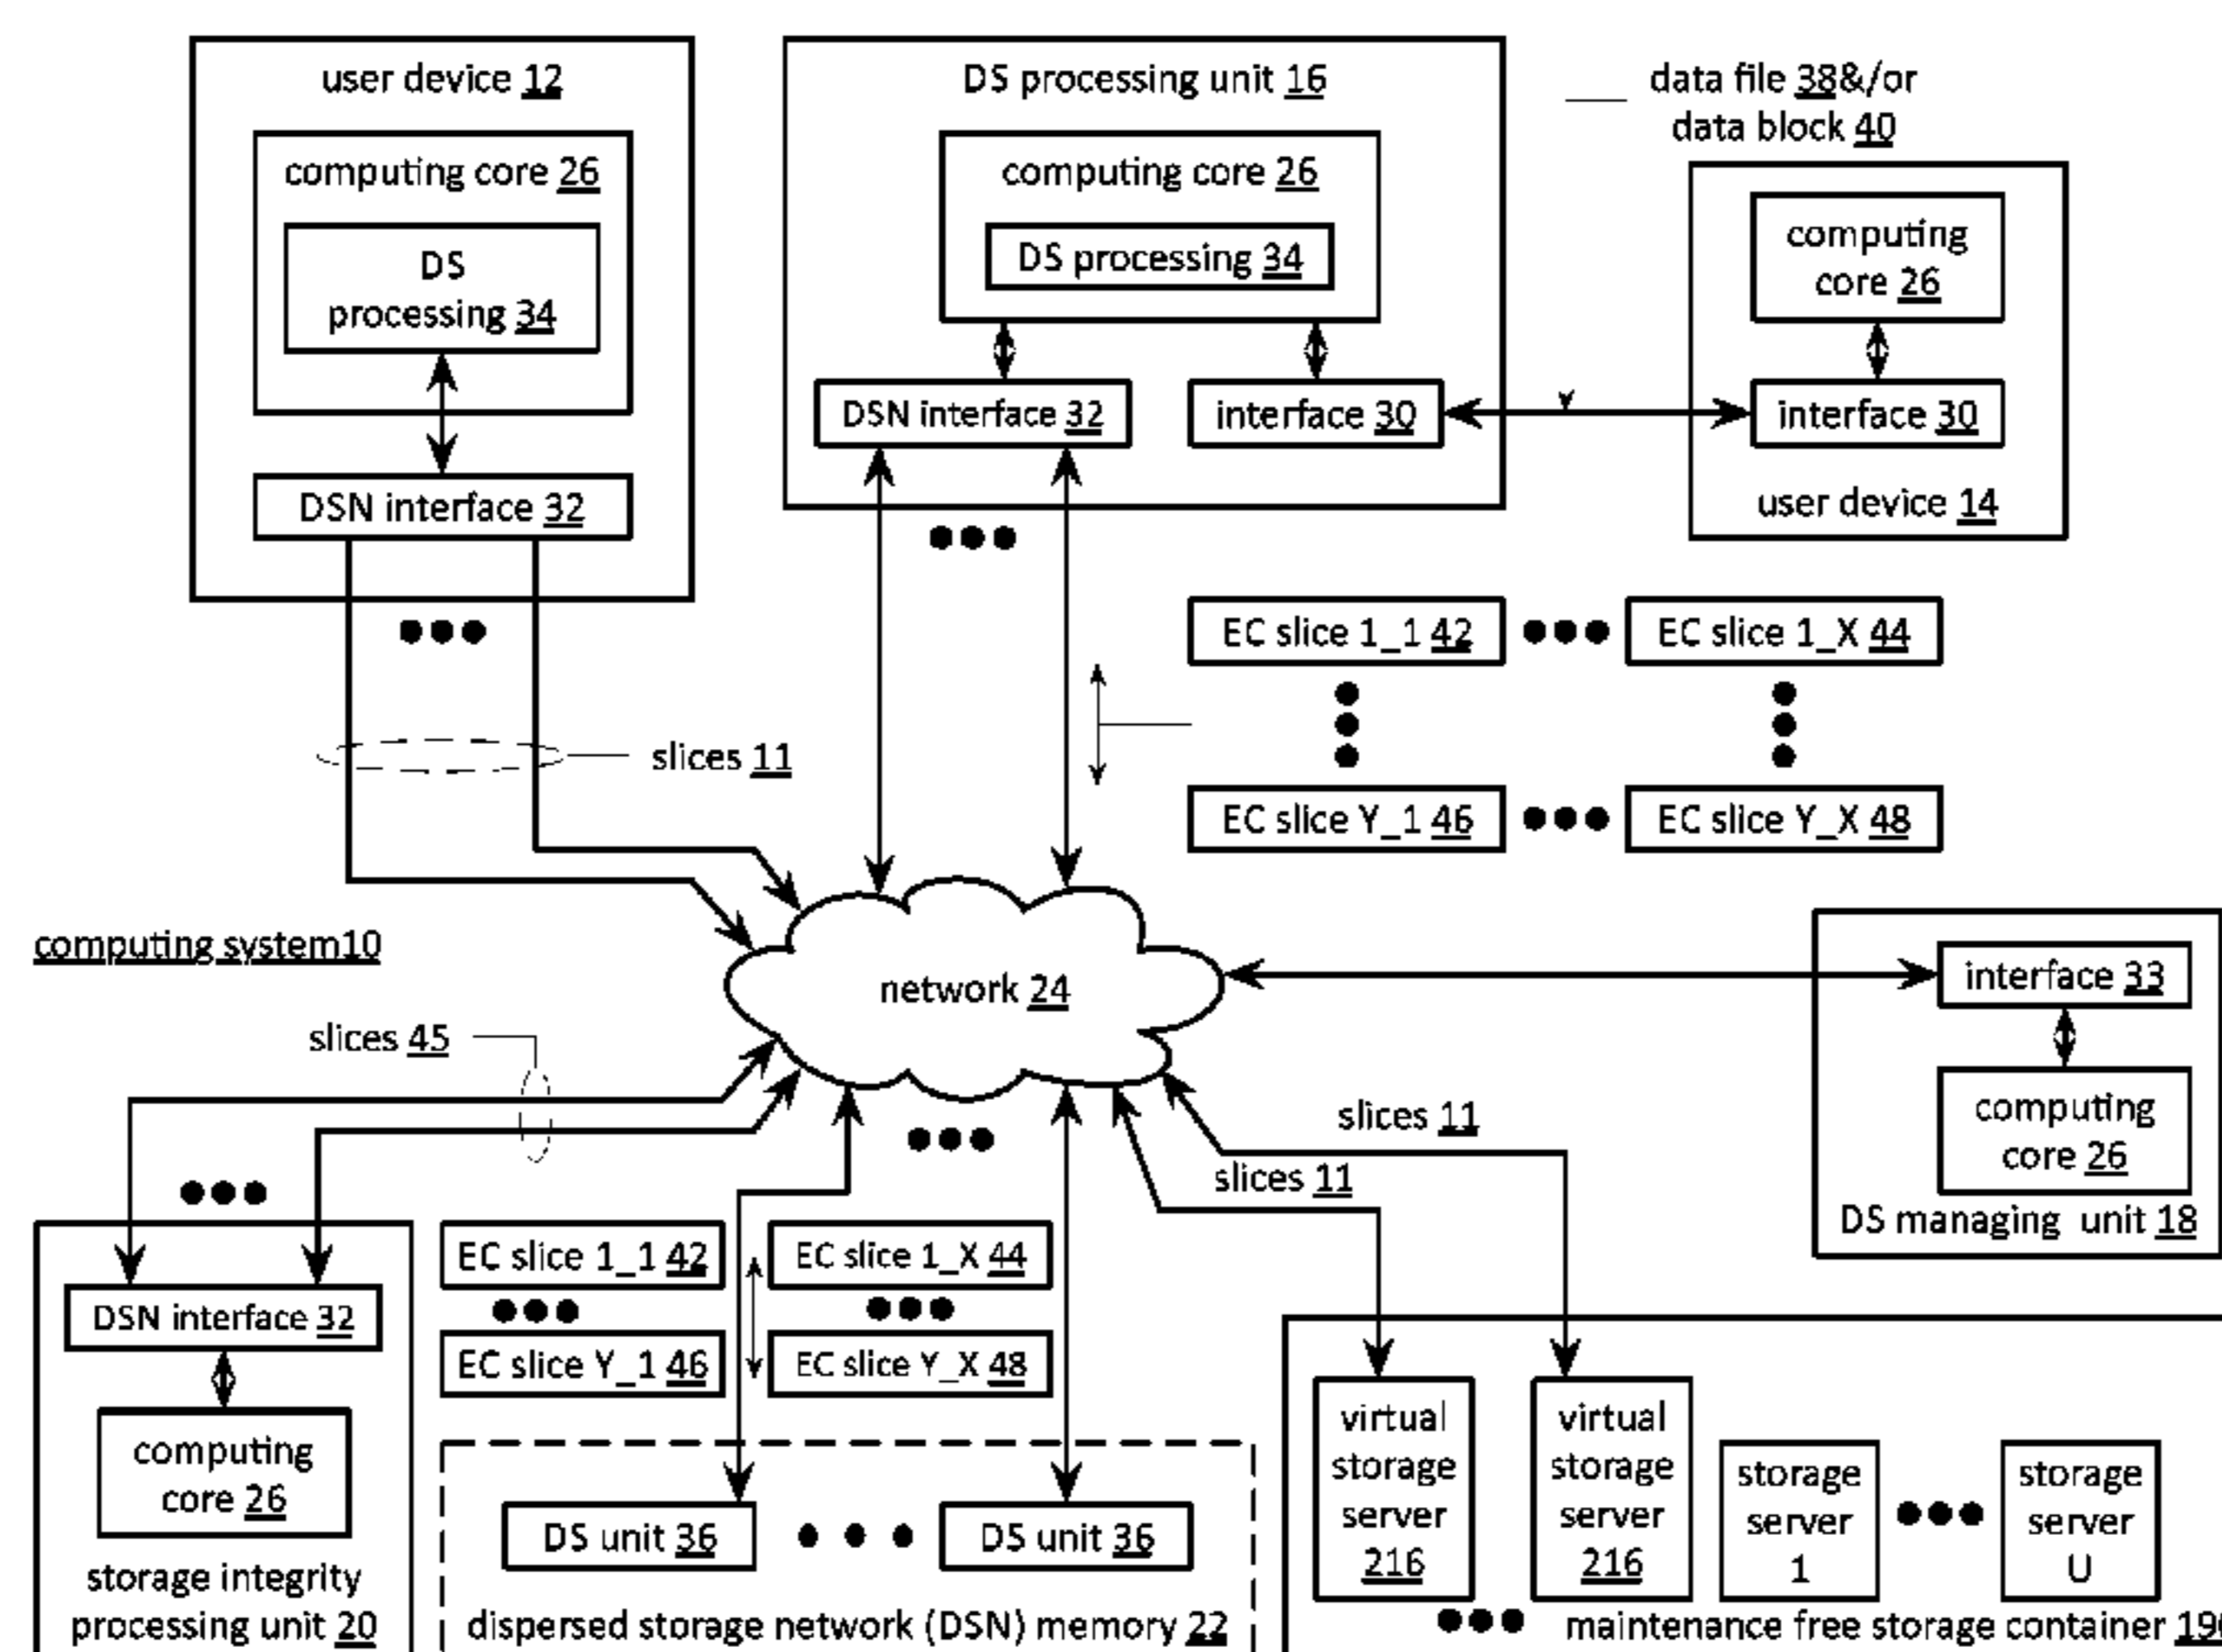 user device 12
computing core 26
DS
processing 34
DSN interface 32
slices 11
DS processing unit 16
computing core 26
DS processing 34
DSN interface 32
interface 30
data file 38&/or
data block 40
computing
core 26
interface 30
user device 14
EC slice 1_1 42
EC slice 1_X 44
EC slice Y_1 46
EC slice Y_X 48
computing system10
network 24
interface 33
computing
core 26
DS managing unit 18
slices 45
slices 11
slices 11
DSN interface 32
computing
core 26
storage integrity
processing unit 20
EC slice 1_1 42
EC slice 1_X 44
EC slice Y_1 46
EC slice Y_X 48
DS unit 36
DS unit 36
dispersed storage network (DSN) memory 22
virtual
storage
server
216
virtual
storage
server
216
storage
server
1
storage
server
U
maintenance free storage container